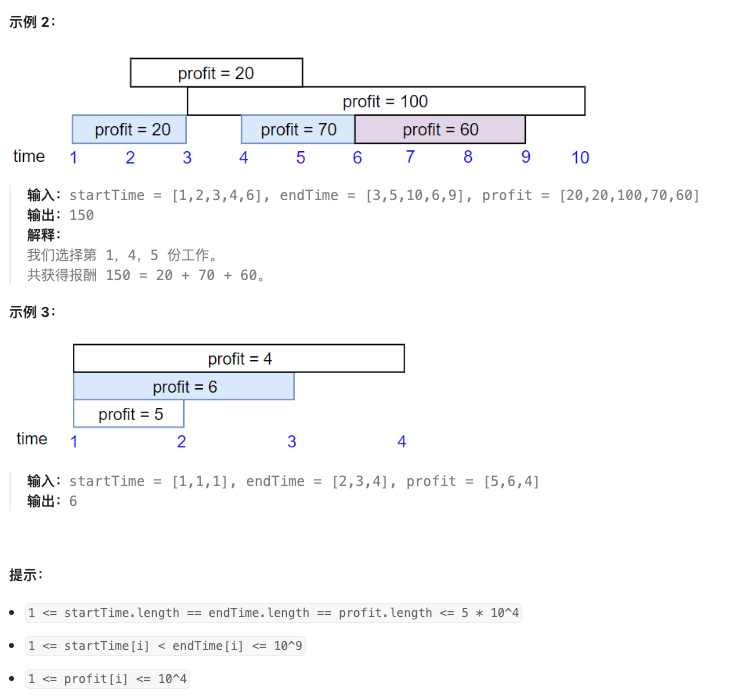 示例 2：
profit = 20
profit = 100
profit = 20 profit = 70 profit = 60
time 1 2 3 4 5 6 7 8 9 10
输入：startTime = [1,2,3,4,6], endTime = [3,5,10,6,9], profit = [20,20,100,70,60]
输出：150
解释：
我们选择第 1，4，5 份工作。
共获得报酬 150 = 20 + 70 + 60。
示例 3：
profit = 4
profit = 6
profit = 5
time 1 2 3 4
输入：startTime = [1,1,1], endTime = [2,3,4], profit = [5,6,4]
输出：6
提示：
1 <= startTime.length == endTime.length == profit.length <= 5 * 10^4
1 <= startTime[i] < endTime[i] <= 10^9
1 <= profit[i] <= 10^4